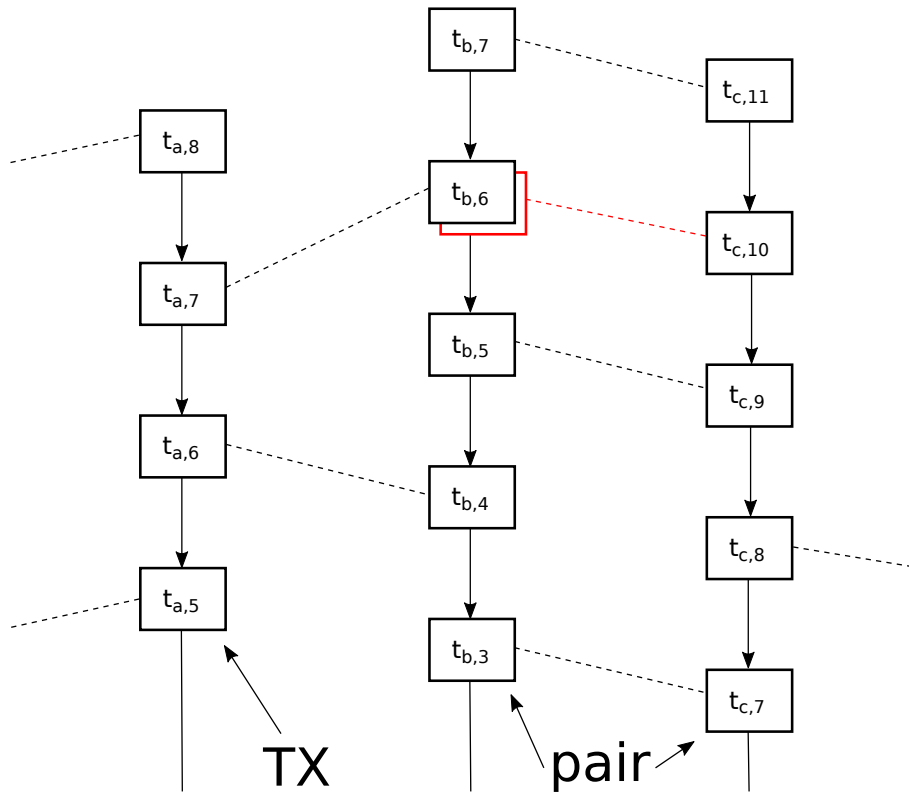 t_b,7
t_c,11
t_a,8
t_b,6
t_c,10
t_a,7
t_b,5
t_c,9
t_a,6
t_b,4
t_c,8
t_a,5
t_b,3
t_c,7
TX
pair